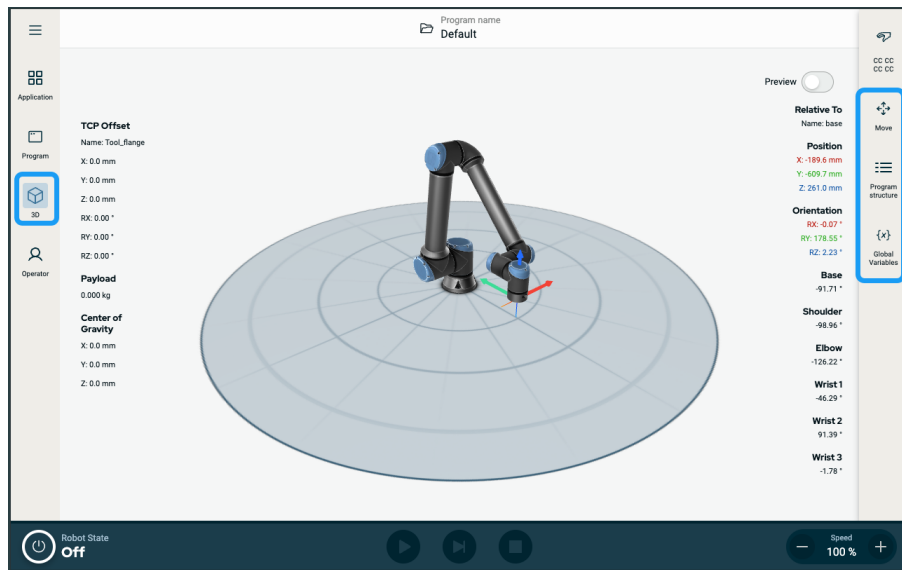 Program name
Default
Application
Program
3D
Operator
TCP Offset
Name: Tool_flange
X: 0.0 mm
Y: 0.0 mm
Z: 0.0 mm
RX: 0.00 °
RY: 0.00 °
RZ: 0.00 °
Payload
0.000 kg
Center of
Gravity
X: 0.0 mm
Y: 0.0 mm
Z: 0.0 mm
Preview
Relative To
Name: base
Position
X: -189.6 mm
Y: -609.7 mm
Z: 261.0 mm
Orientation
RX: -0.07 °
RY: 178.55 °
RZ: 2.23 °
Base
-91.71 °
Shoulder
-98.96 °
Elbow
-126.22 °
Wrist 1
-46.29 °
Wrist 2
91.39 °
Wrist 3
-1.78 °
CC CC
CC CC
Move
Program
structure
{x}
Global
Variables
Robot State
Off
Speed
100 %